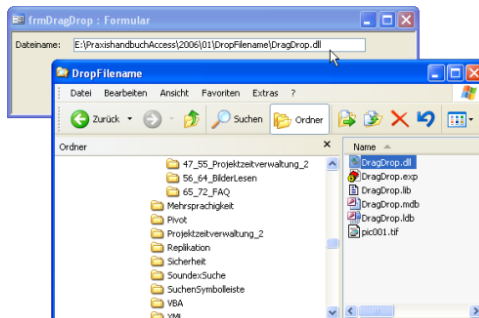 frmDragDrop : Formular
Dateiname: E:\PraxishandbuchAccess\2006\01\DropFilename\DragDrop.dll
DropFilename
Datei Bearbeiten Ansicht Favoriten Extras ?
Zurück Suchen Ordner
Ordner
Name
47_55_Projektzeitverwaltung_2
56_64_BilderLesen
65_72_FAQ
Mehrsprachigkeit
Pivot
Projektzeitverwaltung_2
Replikation
Sicherheit
SoundexSuche
SuchenSymbolleiste
VBA
DragDrop.dll
DragDrop.exp
DragDrop.lib
DragDrop.mdb
DragDrop.ldb
pic001.tif